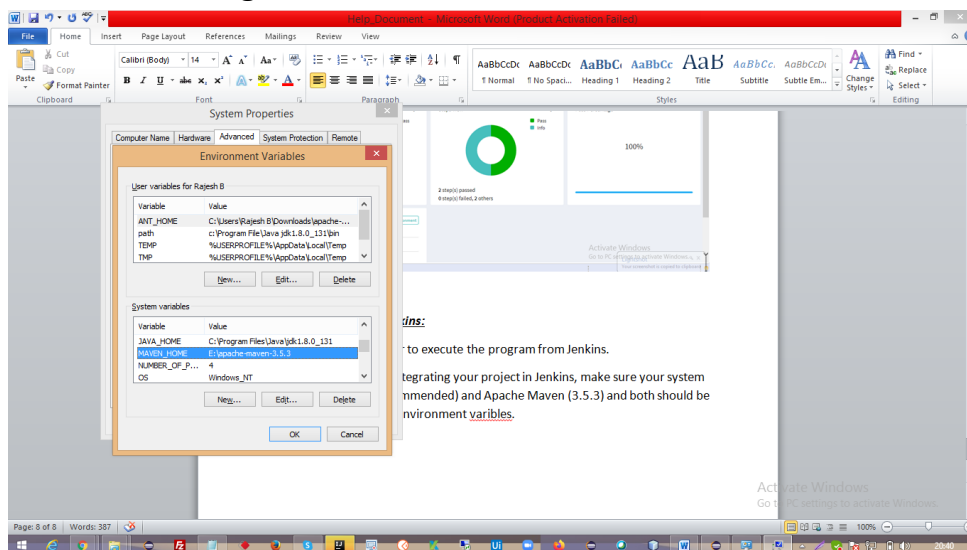 Help_Document - Microsoft Word (Product Activation Failed)
File Home Insert Page Layout References Mailings Review View
Cut
Copy
Format Painter
Paste
Clipboard
Calibri (Body) 14
Font
Paragraph
AaBbCcDc AaBbCcDc AaBbC AaBbCc AaB AaBbCc. AaBbCcDi
¶ Normal ¶ No Spaci... Heading 1 Heading 2 Title Subtitle Subtle Em...
Styles
Change Styles
Find
Replace
Select
Editing
System Properties
Computer Name Hardware Advanced System Protection Remote
Environment Variables
User variables for Rajesh B
Variable Value
ANT_HOME C:\Users\Rajesh B\Downloads\apache-...
path c:\Program File\Java jdk1.8.0_131\bin
TEMP %USERPROFILE%\AppData\Local\Temp
TMP %USERPROFILE%\AppData\Local\Temp
New... Edit... Delete
System variables
Variable Value
JAVA_HOME C:\Program Files\Java\jdk1.8.0_131
MAVEN_HOME E:\apache-maven-3.5.3
NUMBER_OF_P... 4
OS Windows_NT
New... Edit... Delete
OK Cancel
Pass
Info
100%
2 step(s) passed
0 step(s) failed, 2 others
Activate Windows
kins:
to execute the program from Jenkins.
tegrating your project in Jenkins, make sure your system
mmended) and Apache Maven (3.5.3) and both should be
nvironment varibles.
Activate Windows
Go to PC settings to activate Windows.
Page: 8 of 8 Words: 387
100%
20:40